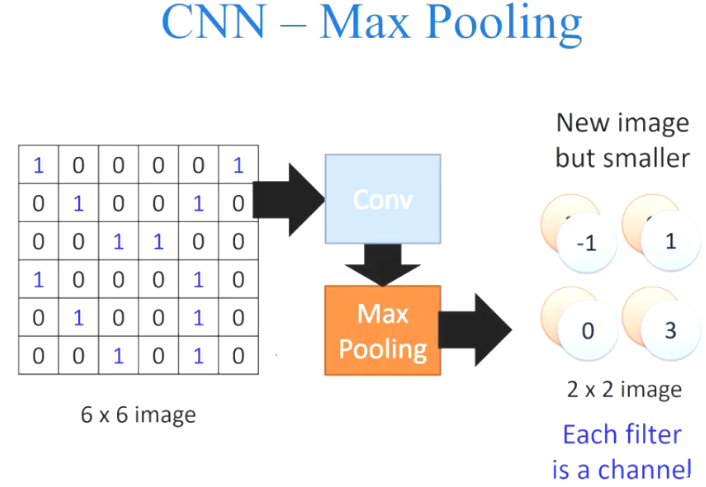 CNN – Max Pooling
New image
but smaller
1 0 0 0 0 1
0 1 0 0 1 0
0 0 1 1 0 0
1 0 0 0 1 0
0 1 0 0 1 0
0 0 1 0 1 0
Conv
Max
Pooling
-1 1
0 3
6 x 6 image
2 x 2 image
Each filter
is a channel